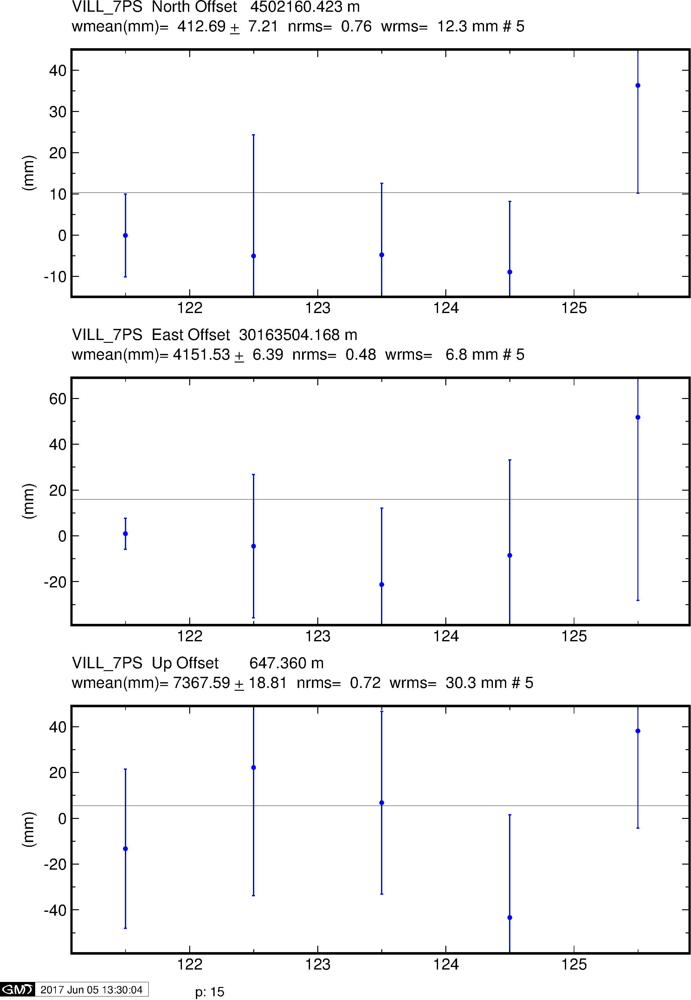 VILL_7PS North Offset 4502160.423 m
wmean(mm)= 412.69 ± 7.21 nrms= 0.76 wrms= 12.3 mm # 5
40
30
20
10
0
-10
(mm)
122 123 124 125
VILL_7PS East Offset 30163504.168 m
wmean(mm)= 4151.53 ± 6.39 nrms= 0.48 wrms= 6.8 mm # 5
60
40
20
0
-20
(mm)
122 123 124 125
VILL_7PS Up Offset 647.360 m
wmean(mm)= 7367.59 ± 18.81 nrms= 0.72 wrms= 30.3 mm # 5
40
20
0
-20
-40
(mm)
122 123 124 125
GMT 2017 Jun 05 13:30:04 p: 15